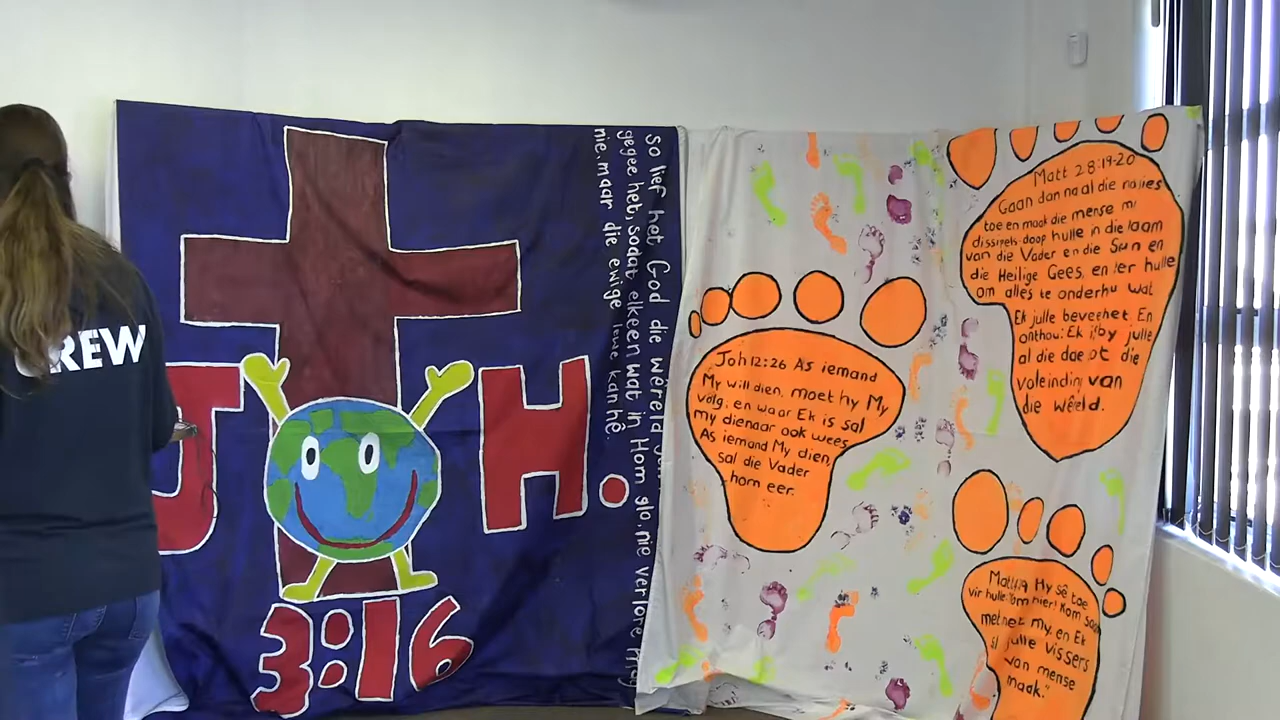 REW
J H.
3:16
so lief het God die wêreld
gegee het, sodat elkeen wat in Hom glo, nie verlore
nie, maar die ewige lewe kan hê.
Joh 12:26 As iemand
My will dien, moet hy My
volg, en waar Ek is sal
my dienaar ook wees
As iemand My dien,
sal die Vader
hom eer.
Matt 28:19-20
Gaan dan na al die nasies
toe en maak die mense my
dissipels doop hulle in die
van die Vader en die Seun en
die Heilige Gees, en leer hulle
om alles te onderhou wat
Ek julle beveel het. En
onthou: Ek is by julle
al die dae tot die
voleinding van
die wêreld.
Hy sê toe
vir hulle: "Kom hier! Kom saam
met my, en Ek
sal julle vissers
van mense
maak."